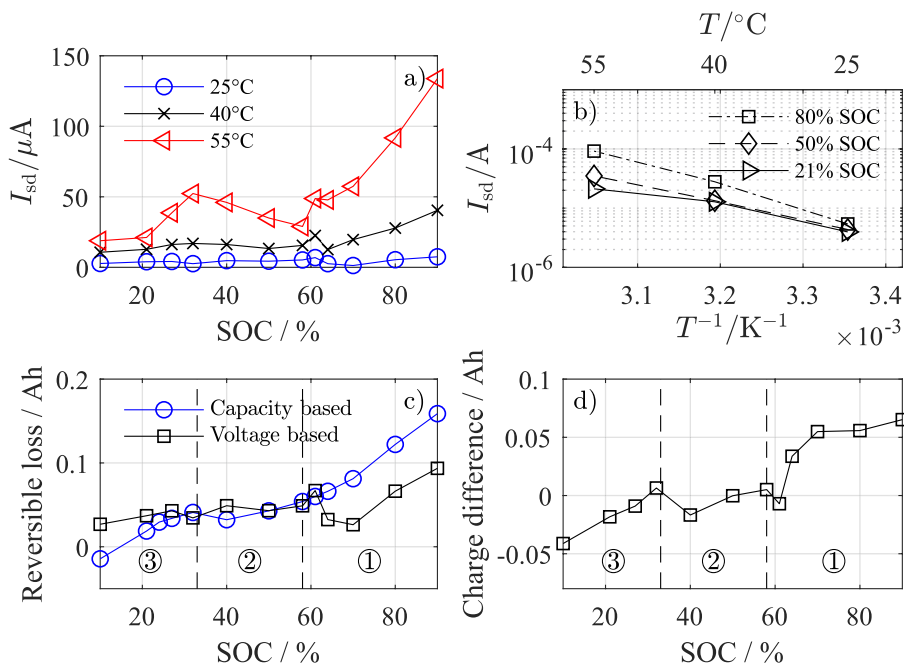 T/°C
55 40 25
a)
25°C
40°C
55°C
150
100
50
0
I_sd/μA
20 40 60 80
SOC / %
b)
80% SOC
50% SOC
21% SOC
10^-4
10^-6
I_sd/A
3.1 3.2 3.3 3.4
T^-1/K^-1
×10^-3
c)
Capacity based
Voltage based
0.2
0.1
0
Reversible loss / Ah
③ ② ①
20 40 60 80
SOC / %
d)
0.1
0.05
0
-0.05
Charge difference / Ah
③ ② ①
20 40 60 80
SOC / %